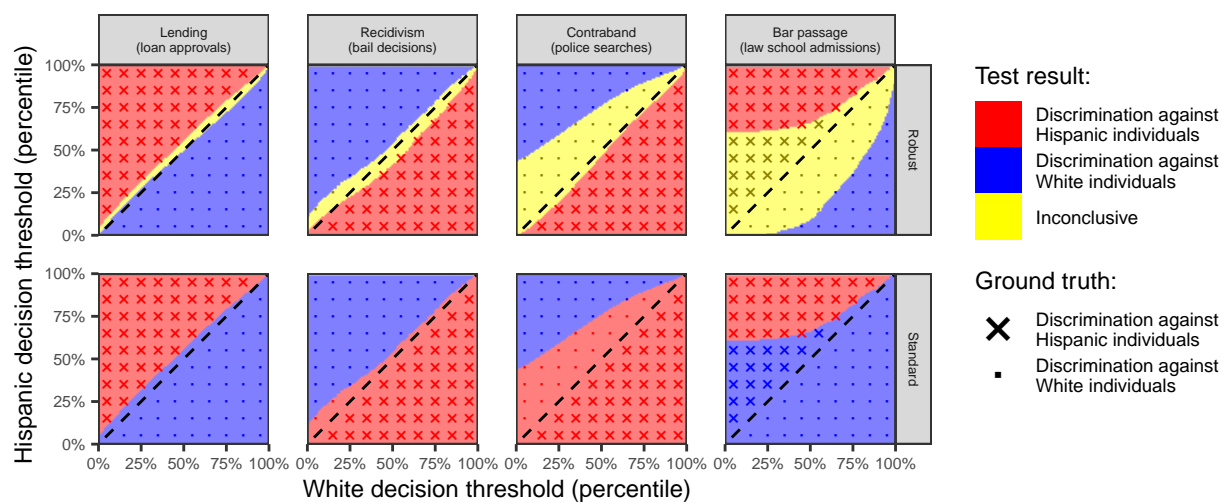 Lending
(loan approvals)
Recidivism
(bail decisions)
Contraband
(police searches)
Bar passage
(law school admissions)
Hispanic decision threshold (percentile)
100%
75%
50%
25%
0%
Robust
100%
75%
50%
25%
0%
Standard
0% 25% 50% 75% 100%
0% 25% 50% 75% 100%
0% 25% 50% 75% 100%
0% 25% 50% 75% 100%
White decision threshold (percentile)
Test result:
Discrimination against
Hispanic individuals
Discrimination against
White individuals
Inconclusive
Ground truth:
Discrimination against
Hispanic individuals
Discrimination against
White individuals